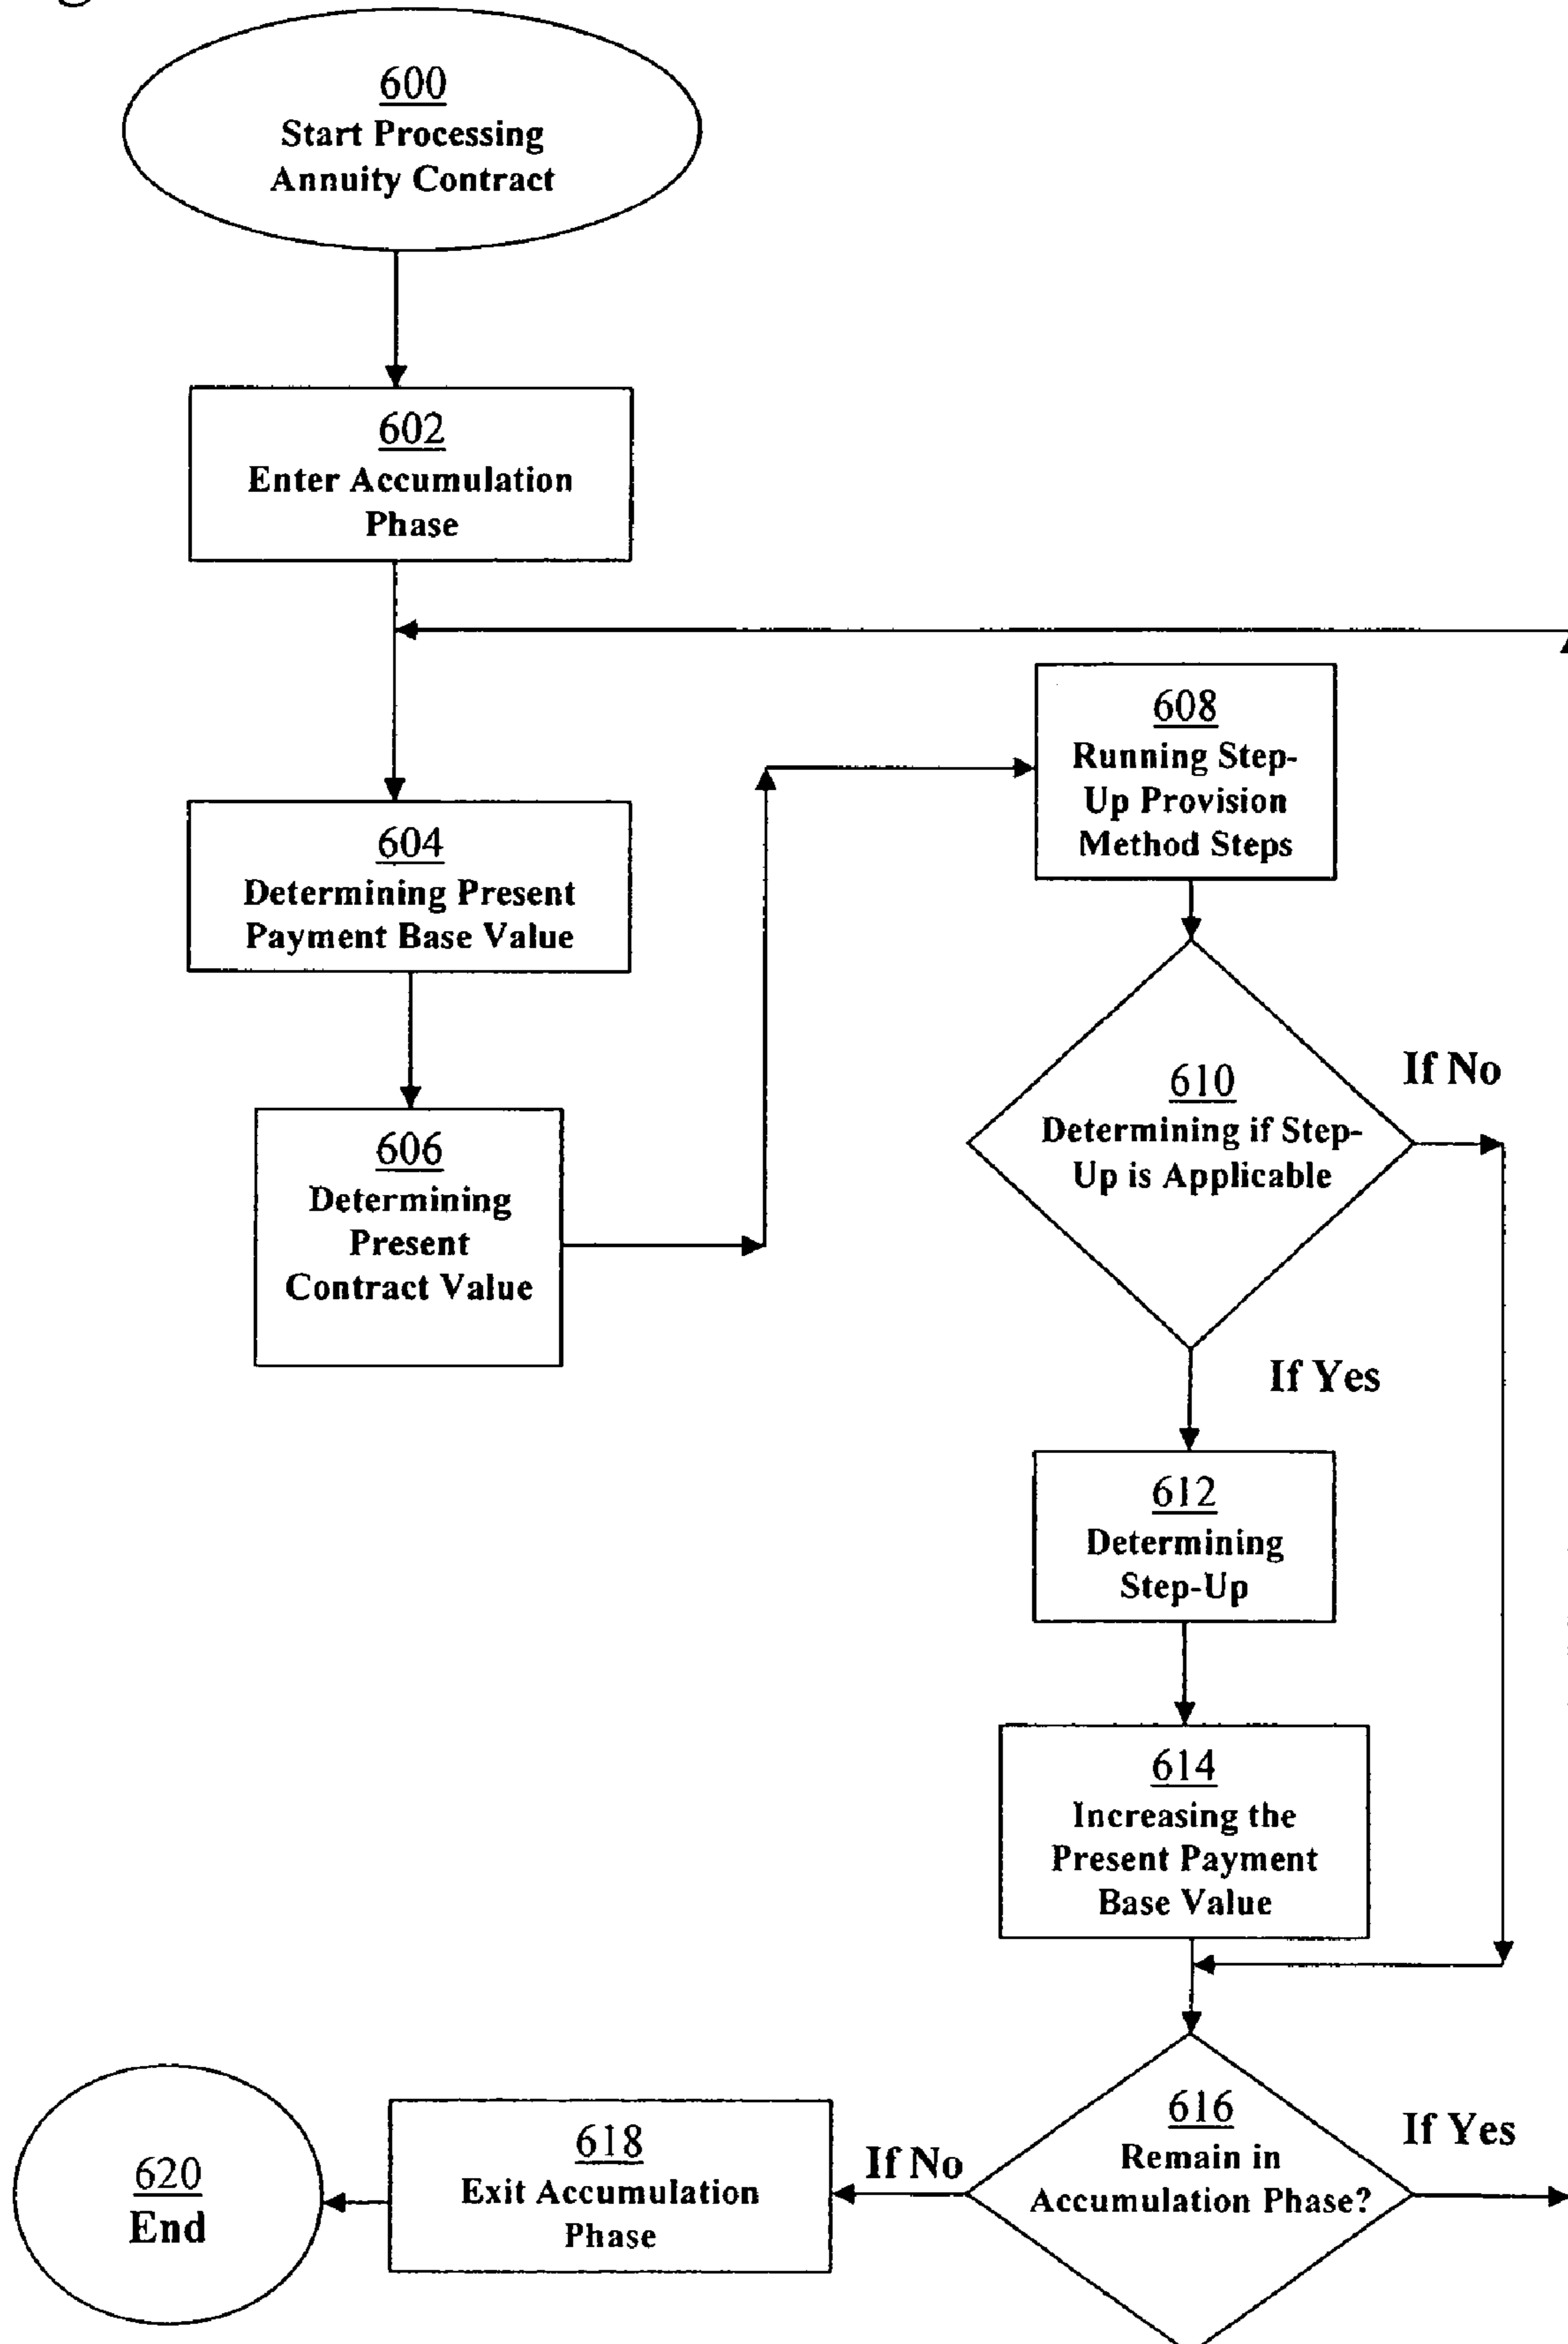 600
Start Processing
Annuity Contract
602
Enter Accumulation
Phase
604
Determining Present
Payment Base Value
606
Determining
Present
Contract Value
608
Running Step-
Up Provision
Method Steps
610
Determining if Step-
Up is Applicable
If No
If Yes
612
Determining
Step-Up
614
Increasing the
Present Payment
Base Value
616
Remain in
Accumulation Phase?
If Yes
If No
618
Exit Accumulation
Phase
620
End